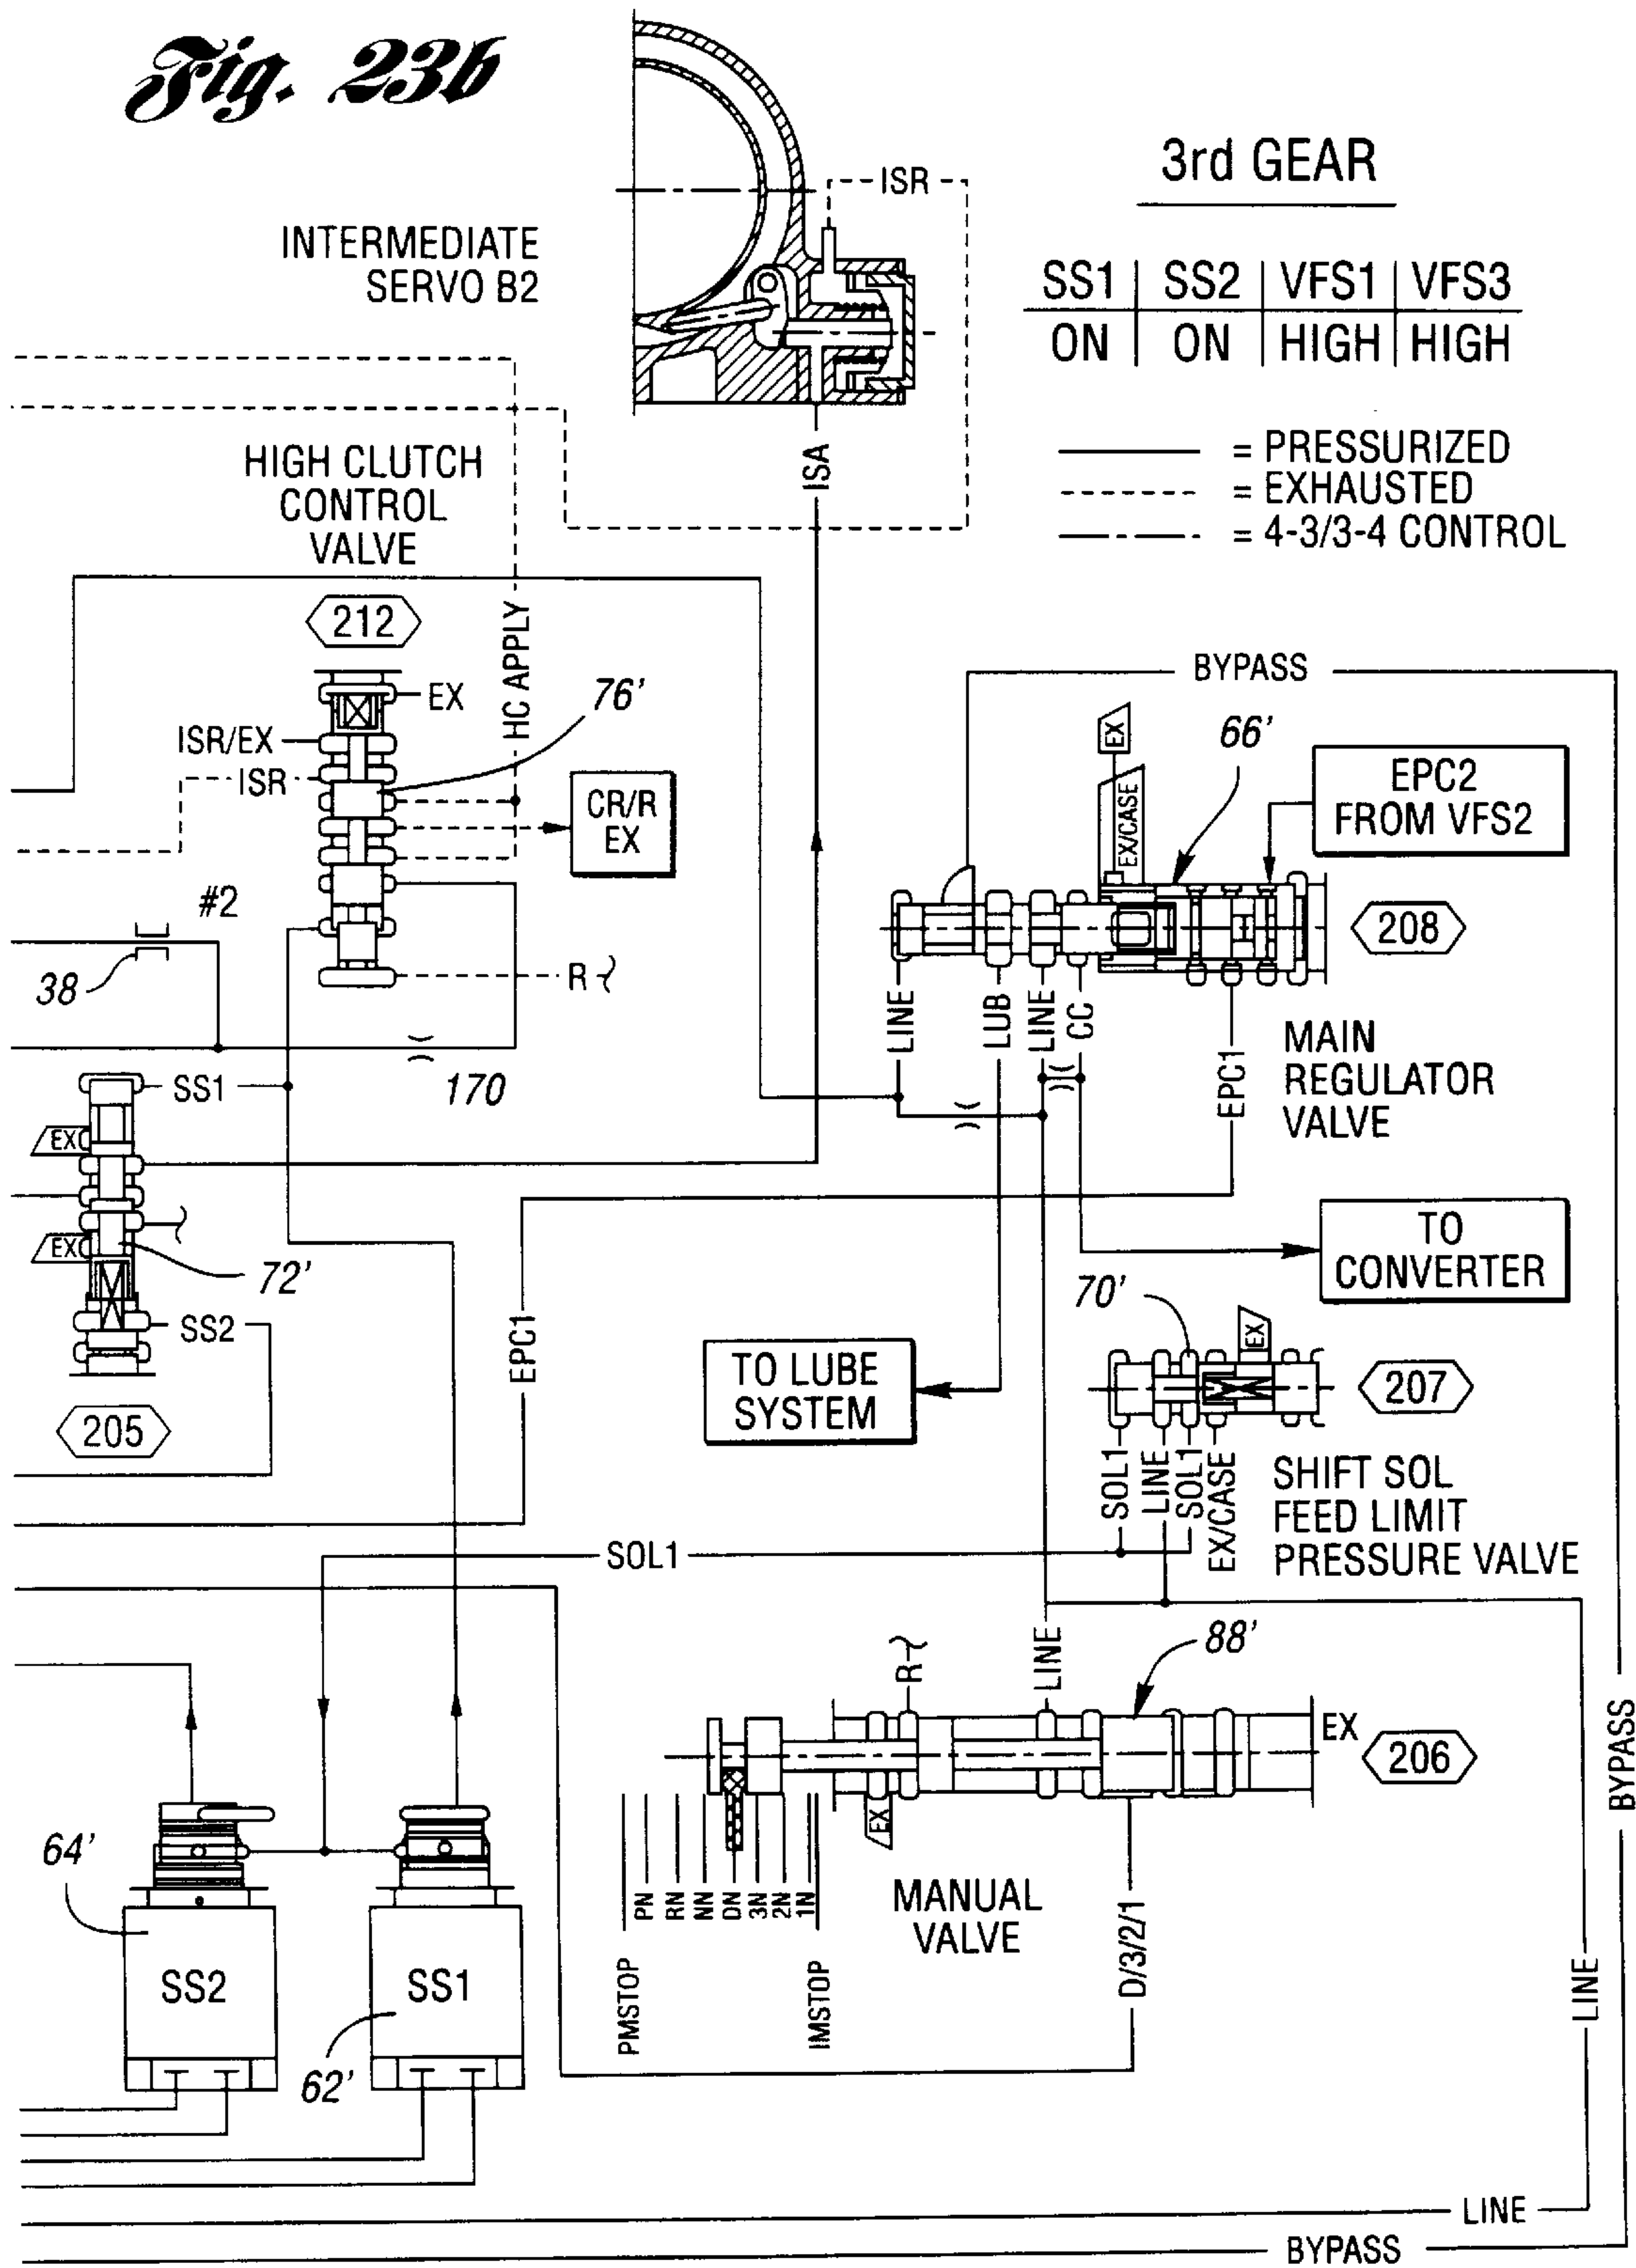 Fig. 23b
3rd GEAR
SS1 SS2 VFS1 VFS3
ON ON HIGH HIGH
= PRESSURIZED
= EXHAUSTED
= 4-3/3-4 CONTROL
INTERMEDIATE
SERVO B2
ISR
ISA
HIGH CLUTCH
CONTROL
VALVE
212
HC APPLY
EX
76'
ISR/EX
ISR
CR/R
EX
#2
38
R
170
BYPASS
EX
EX/CASE
66'
EPC2
FROM VFS2
208
LINE
LUB
LINE
CC
EPC1
MAIN
REGULATOR
VALVE
SS1
EX
EX
72'
SS2
205
EPC1
TO
CONVERTER
70'
EX
207
TO LUBE
SYSTEM
SOL1
LINE
SOL1
EX/CASE
SHIFT SOL
FEED LIMIT
PRESSURE VALVE
SOL1
R
LINE
88'
EX
206
EX
BYPASS
64'
PN
RN
NN
DN
3N
2N
1N
MANUAL
VALVE
D/3/2/1
PMSTOP
IMSTOP
LINE
SS2
SS1
62'
LINE
BYPASS